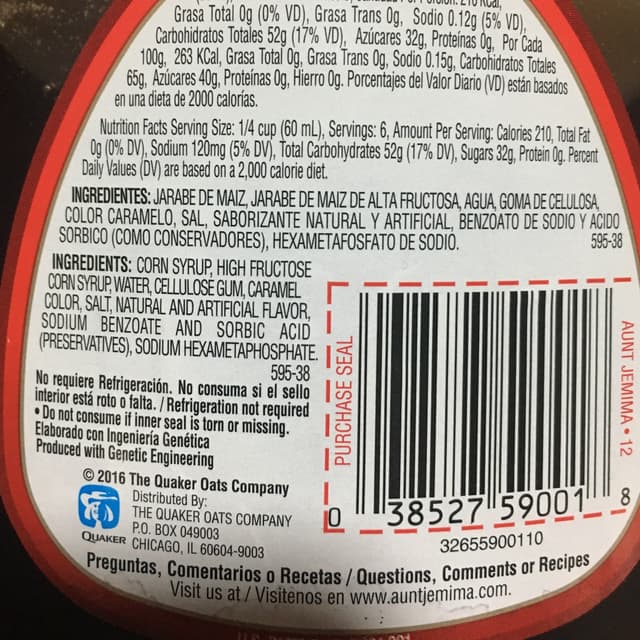 Grasa Total 0g (0% VD), Grasa Trans 0g, Sodio 0.12g (5% VD),
Carbohidratos Totales 52g (17% VD), Azúcares 32g, Proteínas 0g, Por Cada
100g, 263 KCal, Grasa Total 0g, Grasa Trans 0g, Sodio 0.15g, Carbohidratos Totales
65g, Azúcares 40g, Proteínas 0g, Hierro 0g. Porcentajes del Valor Diario (VD) están basados
en una dieta de 2000 calorías.
Nutrition Facts Serving Size: 1/4 cup (60 mL), Servings: 6, Amount Per Serving: Calories 210, Total Fat
0g (0% DV), Sodium 120mg (5% DV), Total Carbohydrates 52g (17% DV), Sugars 32g, Protein 0g. Percent
Daily Values (DV) are based on a 2,000 calorie diet.
INGREDIENTES: JARABE DE MAIZ, JARABE DE MAIZ DE ALTA FRUCTOSA, AGUA, GOMA DE CELULOSA,
COLOR CARAMELO, SAL, SABORIZANTE NATURAL Y ARTIFICIAL, BENZOATO DE SODIO Y ACIDO
SORBICO (COMO CONSERVADORES), HEXAMETAFOSFATO DE SODIO. 595-38
INGREDIENTS: CORN SYRUP, HIGH FRUCTOSE
CORN SYRUP, WATER, CELLULOSE GUM, CARAMEL
COLOR, SALT, NATURAL AND ARTIFICIAL FLAVOR,
SODIUM BENZOATE AND SORBIC ACID
(PRESERVATIVES), SODIUM HEXAMETAPHOSPHATE.
595-38
No requiere Refrigeración. No consuma si el sello
interior está roto o falta. / Refrigeration not required
• Do not consume if inner seal is torn or missing.
Elaborado con Ingeniería Genética
Produced with Genetic Engineering
© 2016 The Quaker Oats Company
Distributed By:
THE QUAKER OATS COMPANY
P.O. BOX 049003
CHICAGO, IL 60604-9003
QUAKER
PURCHASE SEAL
AUNT JEMIMA • 12
0 38527 59001 8
32655900110
Preguntas, Comentarios o Recetas / Questions, Comments or Recipes
Visit us at / Visítenos en www.auntjemima.com.